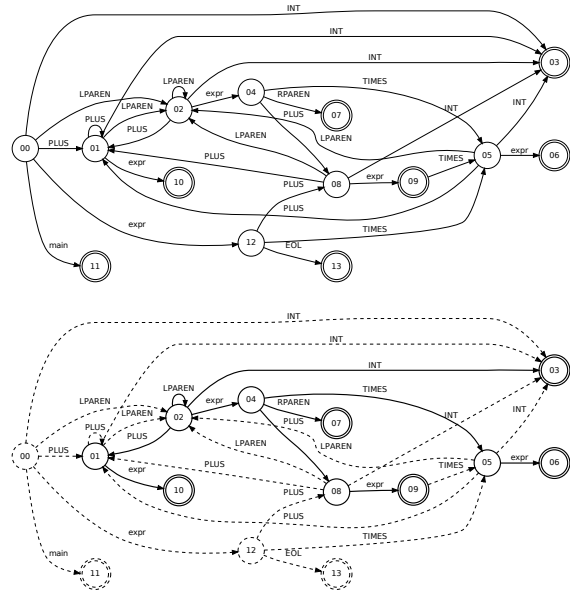 INT
INT
LPAREN
LPAREN
INT
03
04
TIMES
expr
RPAREN
LPAREN
02
PLUS
PLUS
07
INT
PLUS
LPAREN
LPAREN
00
PLUS
01
PLUS
TIMES
05
expr
06
expr
10
PLUS
08
expr
09
PLUS
expr
12
TIMES
main
EOL
11
13
INT
INT
LPAREN
LPAREN
INT
03
04
TIMES
expr
RPAREN
LPAREN
02
PLUS
PLUS
07
INT
PLUS
LPAREN
LPAREN
00
PLUS
01
PLUS
TIMES
05
expr
06
expr
10
PLUS
08
expr
09
INT
PLUS
expr
12
TIMES
main
EOL
11
13